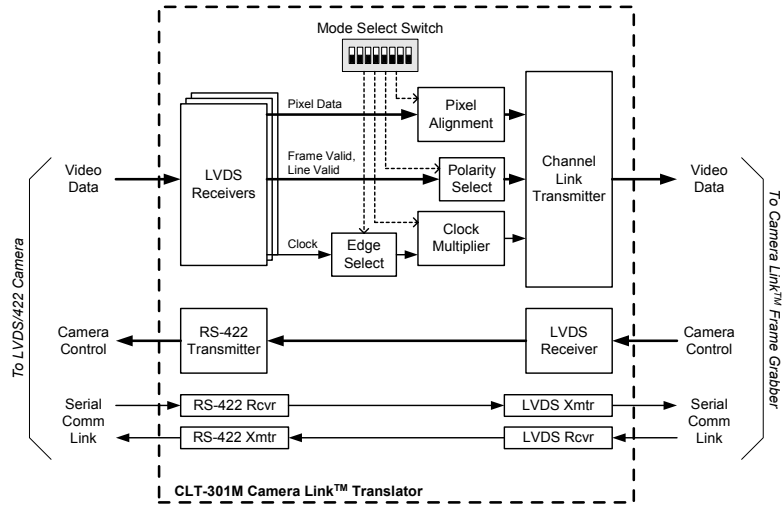 Mode Select Switch
Pixel Data
Pixel
Alignment
Video
Data
LVDS
Receivers
Frame Valid,
Line Valid
Polarity
Select
Channel
Link
Transmitter
Video
Data
Clock
Edge
Select
Clock
Multiplier
To LVDS/422 Camera
To Camera Link™ Frame Grabber
Camera
Control
RS-422
Transmitter
LVDS
Receiver
Camera
Control
Serial
Comm
Link
RS-422 Rcvr
LVDS Xmtr
RS-422 Xmtr
LVDS Rcvr
Serial
Comm
Link
CLT-301M Camera Link™ Translator